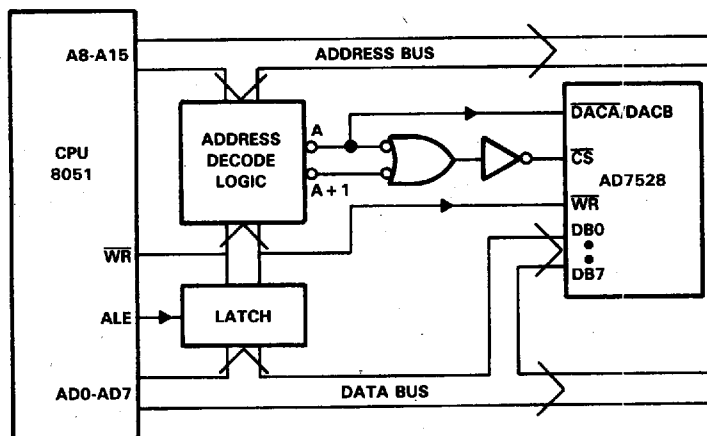 A8-A15
ADDRESS BUS
CPU
8051
ADDRESS
DECODE
LOGIC
A
A + 1
DACA/DACB
CS
AD7528
WR
DB0
DB7
WR
ALE
LATCH
AD0-AD7
DATA BUS